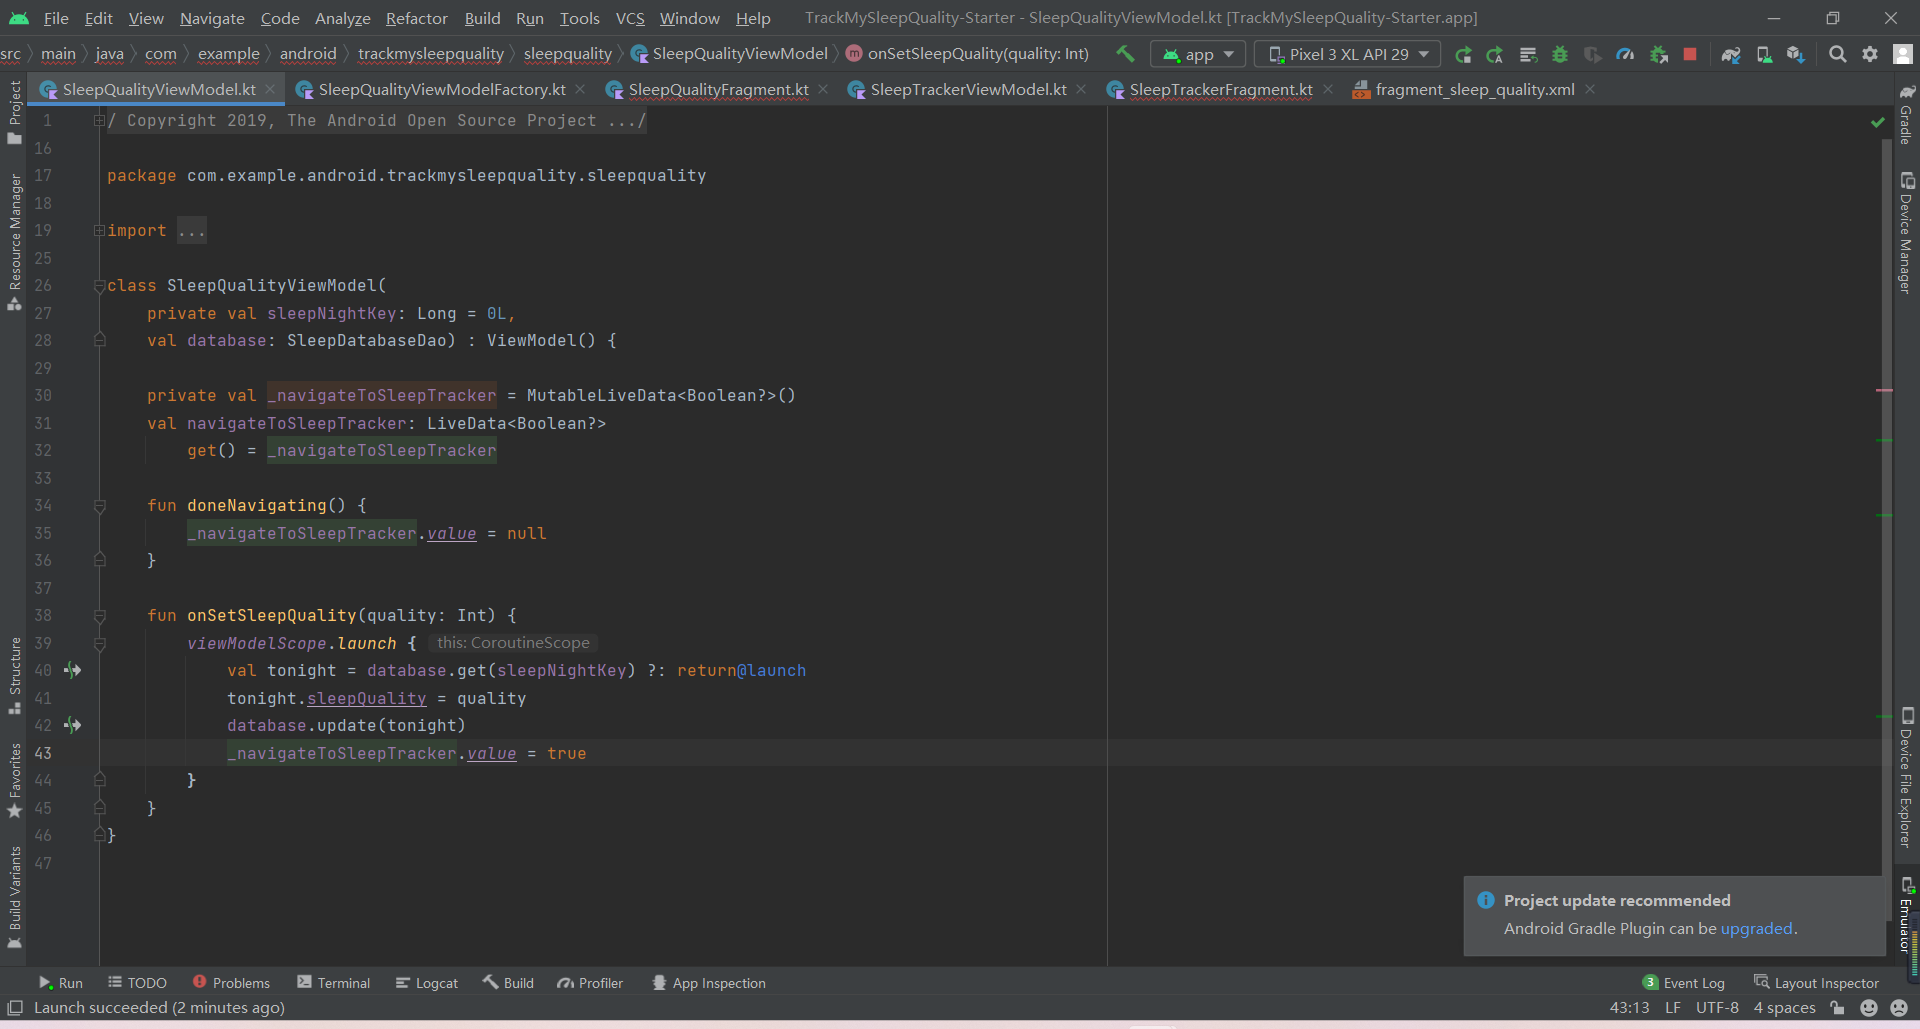 File Edit View Navigate Code Analyze Refactor Build Run Tools VCS Window Help TrackMySleepQuality-Starter - SleepQualityViewModel.kt [TrackMySleepQuality-Starter.app]
src main java com example android trackmysleepquality sleepquality SleepQualityViewModel onSetSleepQuality(quality: Int) app Pixel 3 XL API 29
SleepQualityViewModel.kt SleepQualityViewModelFactory.kt SleepQualityFragment.kt SleepTrackerViewModel.kt SleepTrackerFragment.kt fragment_sleep_quality.xml
Project
Resource Manager
Structure
Favorites
Build Variants
1 / Copyright 2019, The Android Open Source Project .../
16
17 package com.example.android.trackmysleepquality.sleepquality
18
19 import ...
25
26 class SleepQualityViewModel(
27 private val sleepNightKey: Long = 0L,
28 val database: SleepDatabaseDao) : ViewModel() {
29
30 private val _navigateToSleepTracker = MutableLiveData<Boolean?>()
31 val navigateToSleepTracker: LiveData<Boolean?>
32 get() = _navigateToSleepTracker
33
34 fun doneNavigating() {
35 _navigateToSleepTracker.value = null
36 }
37
38 fun onSetSleepQuality(quality: Int) {
39 viewModelScope.launch { this: CoroutineScope
40 val tonight = database.get(sleepNightKey) ?: return@launch
41 tonight.sleepQuality = quality
42 database.update(tonight)
43 _navigateToSleepTracker.value = true
44 }
45 }
46 }
47
Gradle
Device Manager
Device File Explorer
Emulator
Project update recommended
Android Gradle Plugin can be upgraded.
Run TODO Problems Terminal Logcat Build Profiler App Inspection 3 Event Log Layout Inspector
Launch succeeded (2 minutes ago) 43:13 LF UTF-8 4 spaces